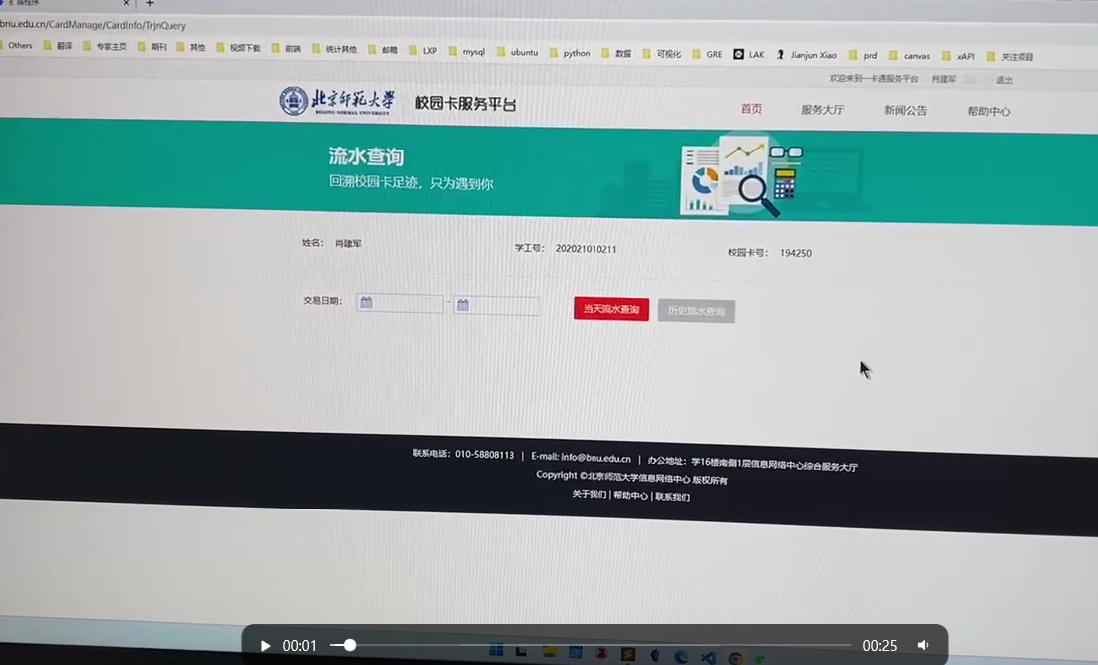 卡服程序 × +
bnu.edu.cn/CardManage/CardInfo/TrjnQuery
Others 翻译 专家主页 期刊 其他 视频下载 前端 统计其他 邮箱 LXP mysql ubuntu python 数据 可视化 GRE LAK Jianjun Xiao prd canvas xAPI 关注项目
欢迎来到一卡通服务平台 肖建军 退出
北京师范大学 校园卡服务平台 首页 服务大厅 新闻公告 帮助中心
BEIJING NORMAL UNIVERSITY
流水查询
回溯校园卡足迹，只为遇到你
姓名： 肖建军 学工号： 202021010211 校园卡号： 194250
交易日期： - 当天流水查询 历史流水查询
联系电话：010-58808113 | E-mail: info@bnu.edu.cn | 办公地址：学16楼南侧1层信息网络中心综合服务大厅
Copyright ©北京师范大学信息网络中心 版权所有
关于我们 | 帮助中心 | 联系我们
00:01 00:25